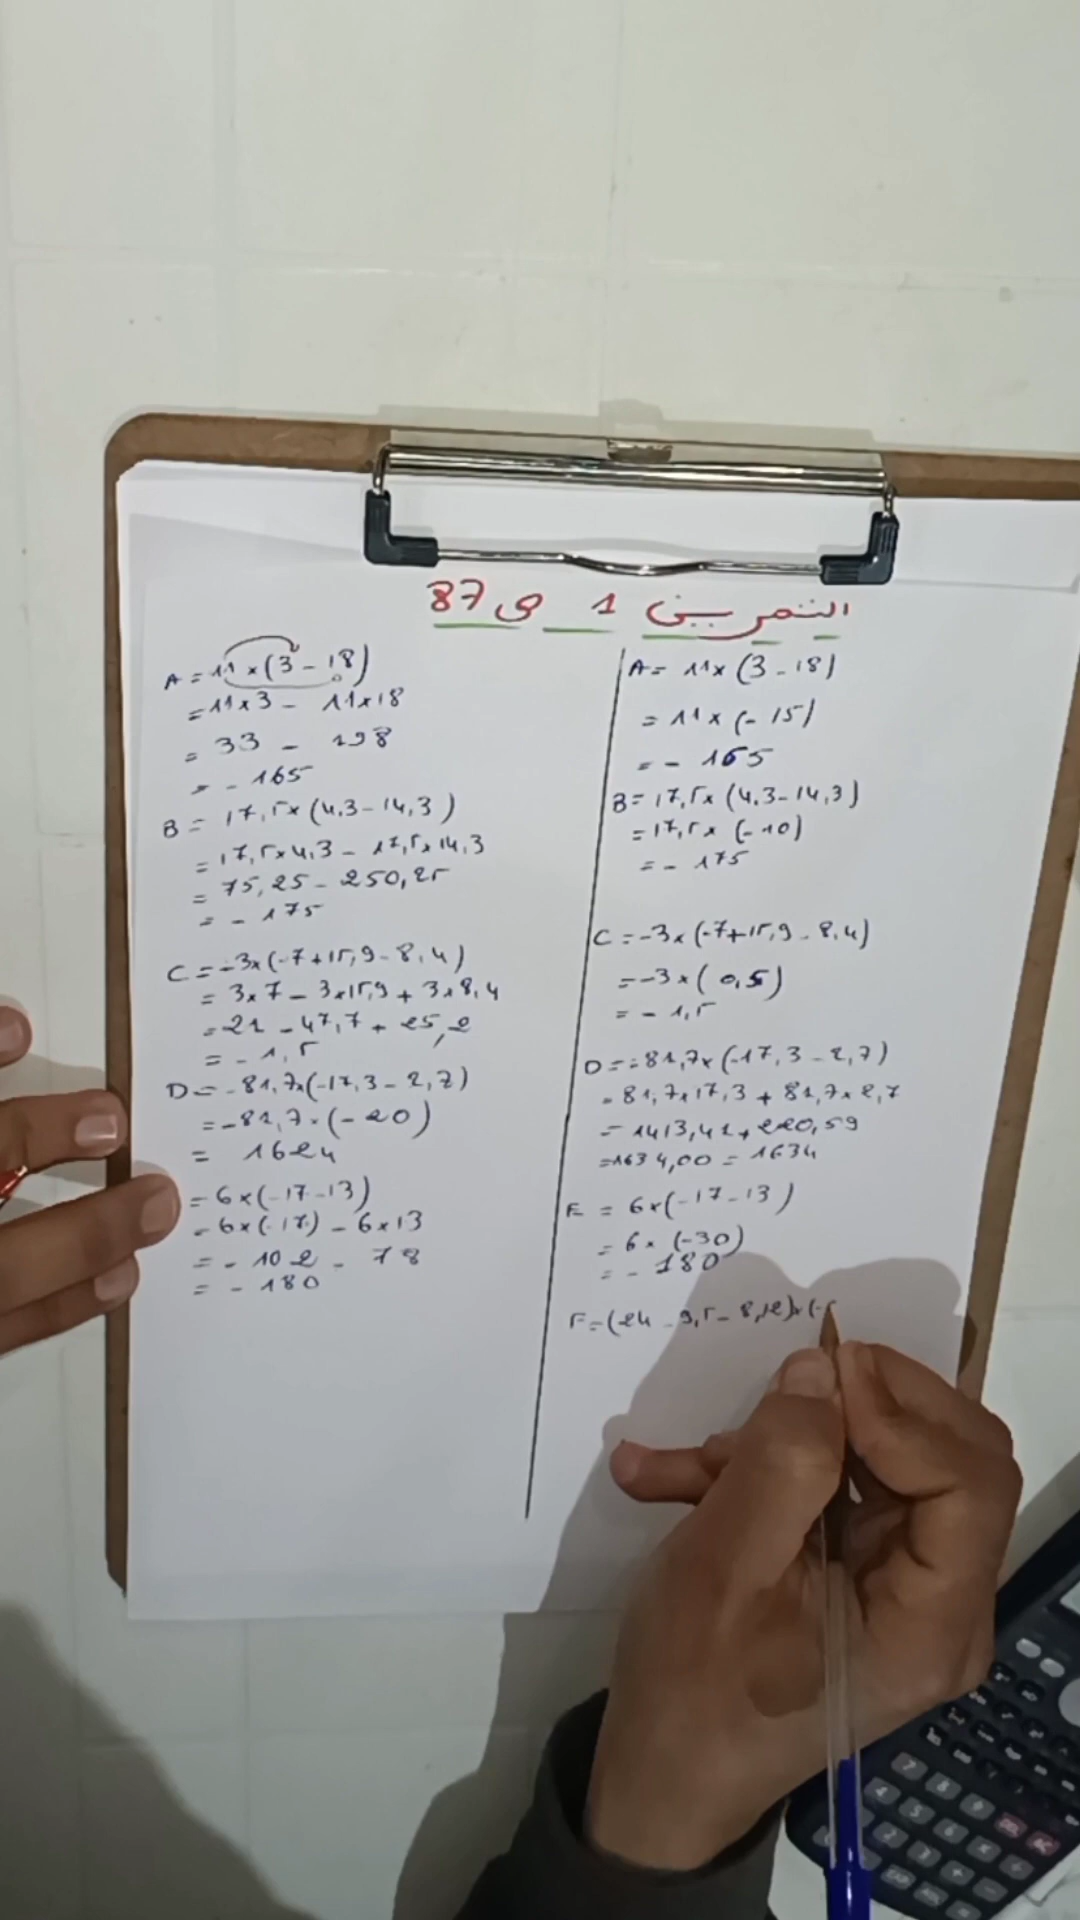 التمرين 1 ص 87
A = 11 × (3 - 18)
= 11 × 3 - 11 × 18
= 33 - 198
= - 165
B = 17,5 × (4,3 - 14,3)
= 17,5 × 4,3 - 17,5 × 14,3
= 75,25 - 250,25
= - 175
C = -3 × (-7 + 15,9 - 8,4)
= 3 × 7 - 3 × 15,9 + 3 × 8,4
= 21 - 47,7 + 25,2
= - 1,5
D = - 81,7 × (-17,3 - 2,7)
= - 81,7 × (- 20)
= 1624
= 6 × (-17 - 13)
= 6 × (-17) - 6 × 13
= - 102 - 78
= - 180
A = 11 × (3 - 18)
= 11 × (- 15)
= - 165
B = 17,5 × (4,3 - 14,3)
= 17,5 × (- 10)
= - 175
C = -3 × (-7 + 15,9 - 8,4)
= -3 × (0,5)
= - 1,5
D = - 81,7 × (-17,3 - 2,7)
= 81,7 × 17,3 + 81,7 × 2,7
= 1413,41 + 220,59
= 1634,00 = 1634
E = 6 × (-17 - 13)
= 6 × (-30)
= - 180
F = (24 - 9,5 - 8,12) × (-